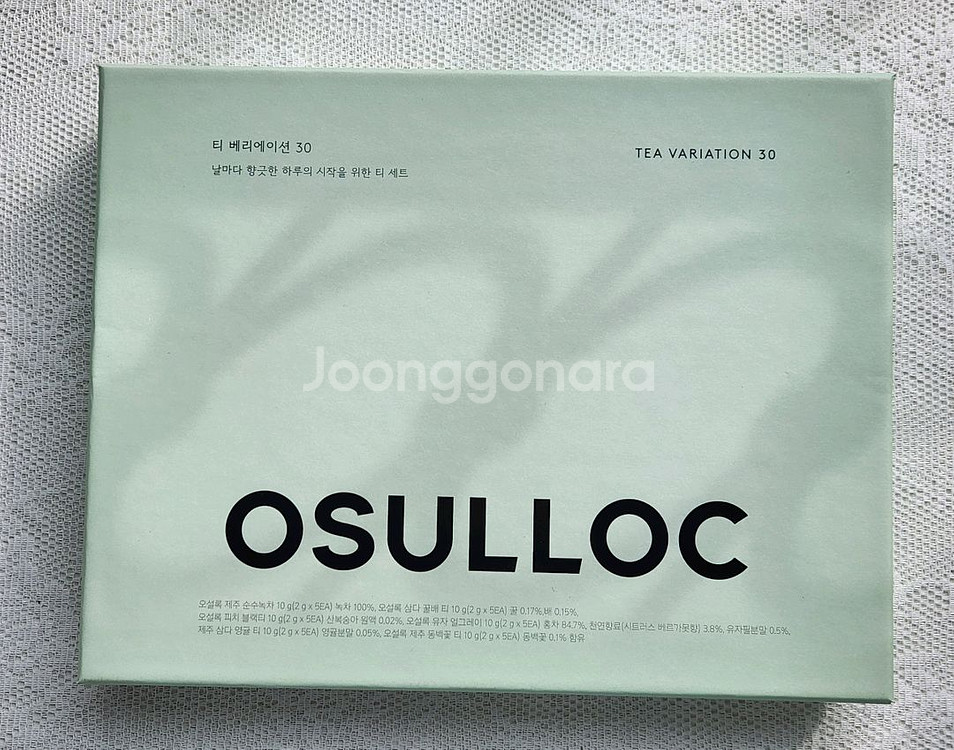 티 베리에이션 30
TEA VARIATION 30
날마다 향긋한 하루의 시작을 위한 티 세트
Joonggonara
OSULLOC
오설록 제주 순수녹차 10 g(2 g x 5EA) 녹차 100%, 오설록 삼다 꿀배 티 10 g(2 g x 5EA) 꿀 0.17%,배 0.15%,
오설록 피치 블랙티 10 g(2 g x 5EA) 산복숭아 원액 0.02%, 오설록 유자 얼그레이 10 g(2 g x 5EA) 홍차 84.7%, 천연향료(시트러스 베르가못향) 3.8%, 유자필분말 0.5%,
제주 삼다 영귤 티 10 g(2 g x 5EA) 영귤분말 0.05%, 오설록 제주 동백꽃 티 10 g(2 g x 5EA) 동백꽃 0.1% 함유